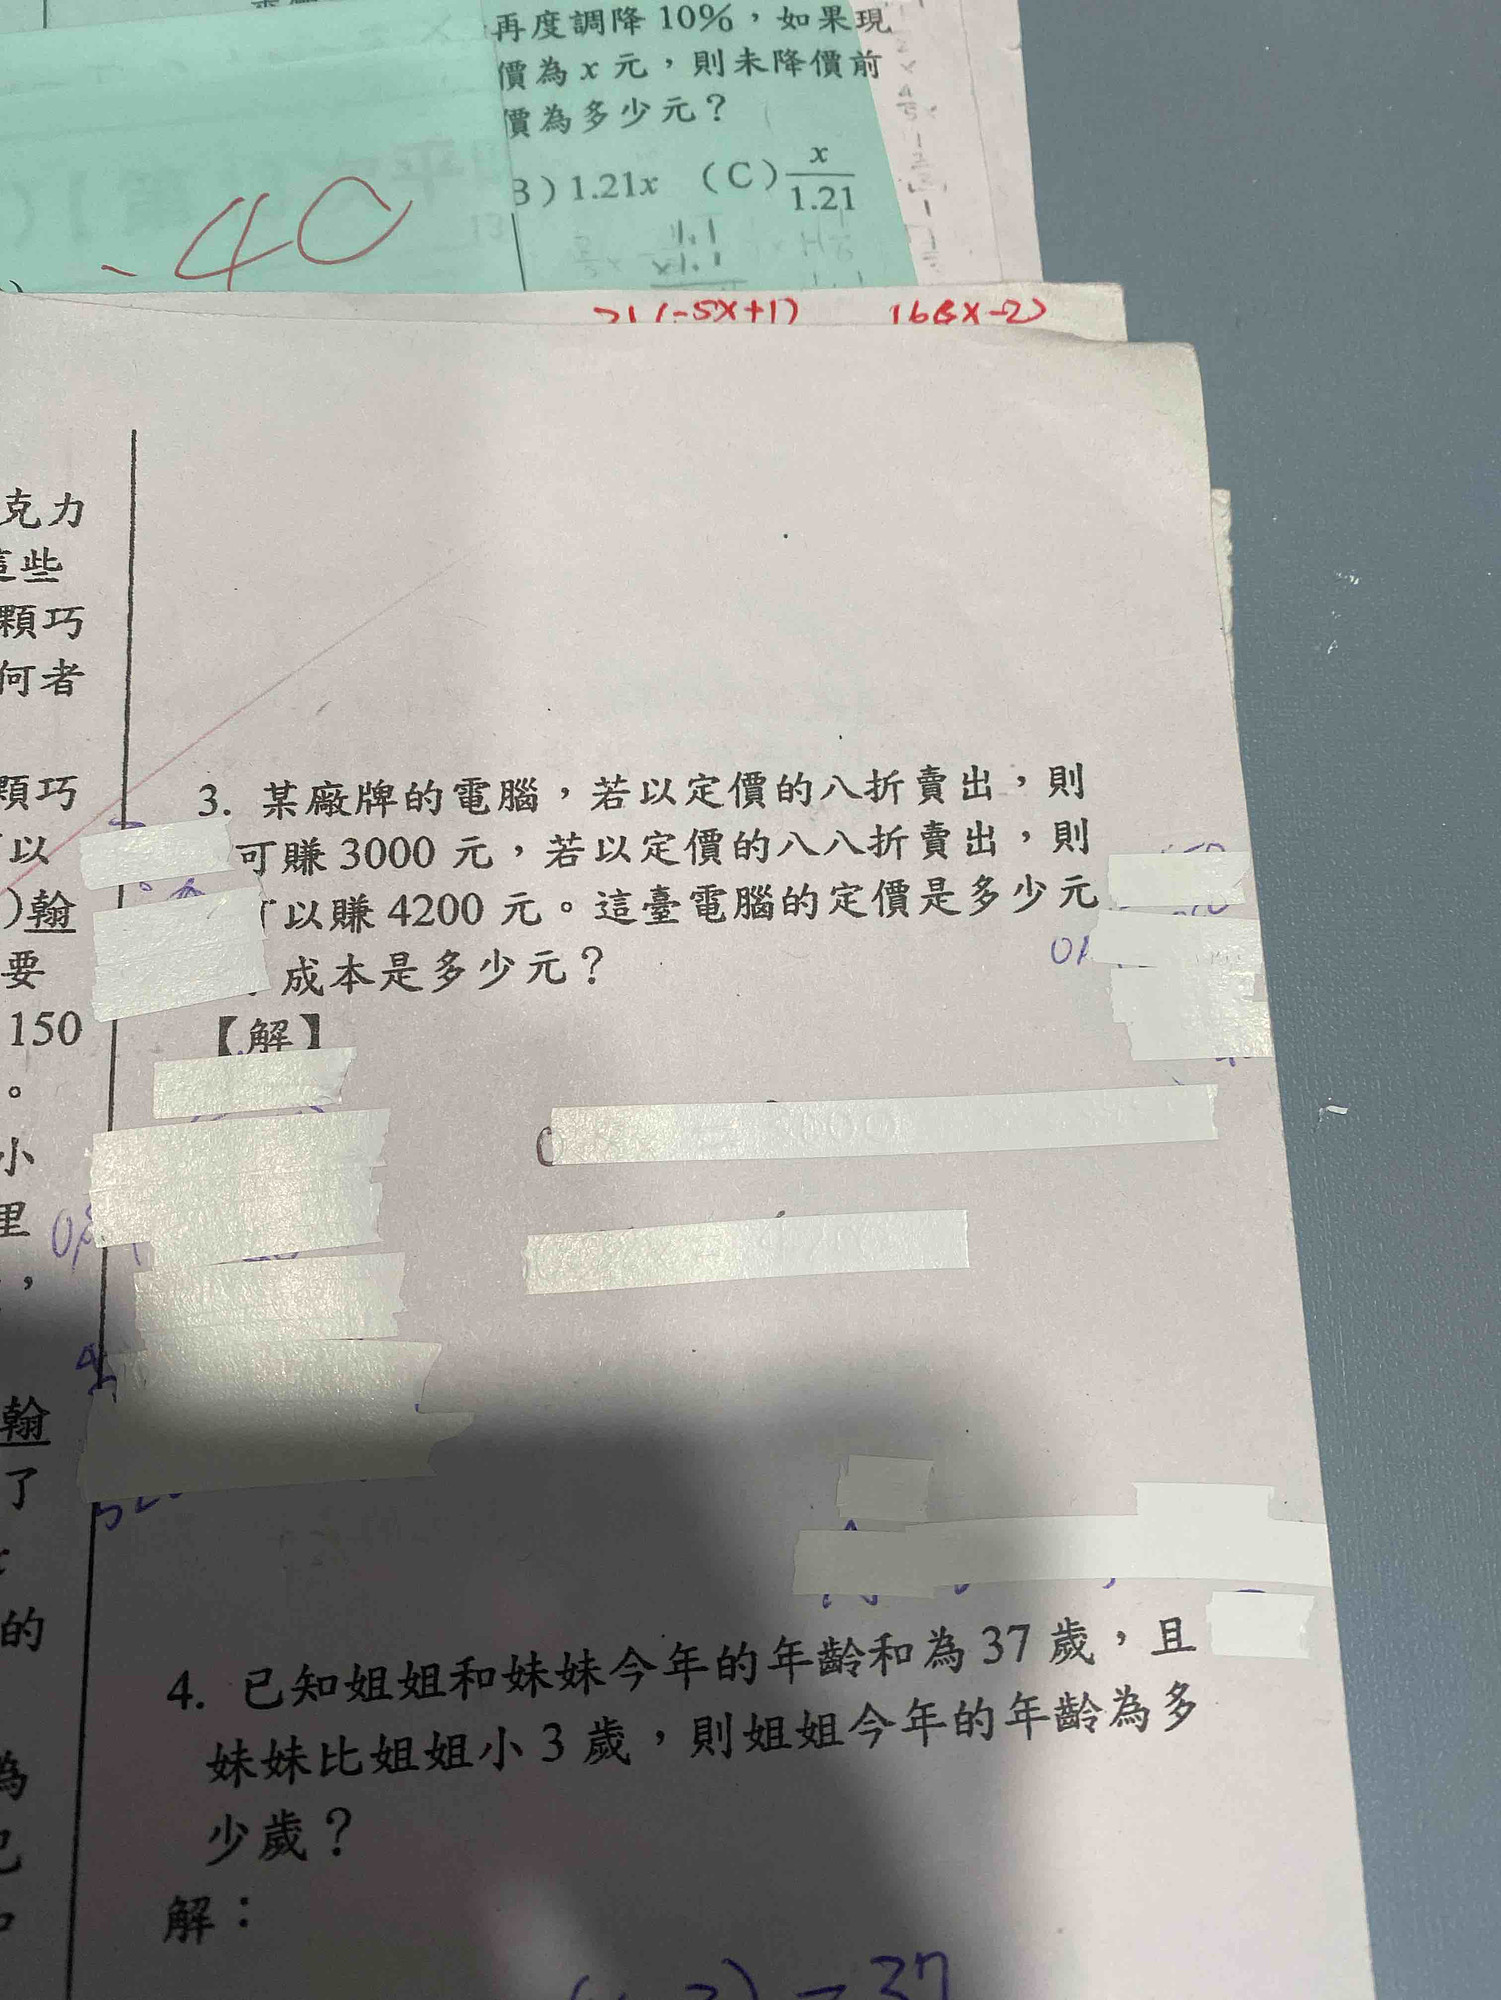 再度調降10%，如果現
價為x元，則未降價前
價為多少元？
B）1.21x （C）x/1.21
-40
(-5x+1)
克力
這些
顆巧
何者
顆巧
以
）翰
要
150
。
小
里
，
翰
了
的
為
3. 某廠牌的電腦，若以定價的八折賣出，則
可賺3000元，若以定價的八八折賣出，則
可以賺4200元。這臺電腦的定價是多少元
成本是多少元？
【解】
4. 已知姐姐和妹妹今年的年齡和為37歲，且
妹妹比姐姐小3歲，則姐姐今年的年齡為多
少歲？
解：
= 37